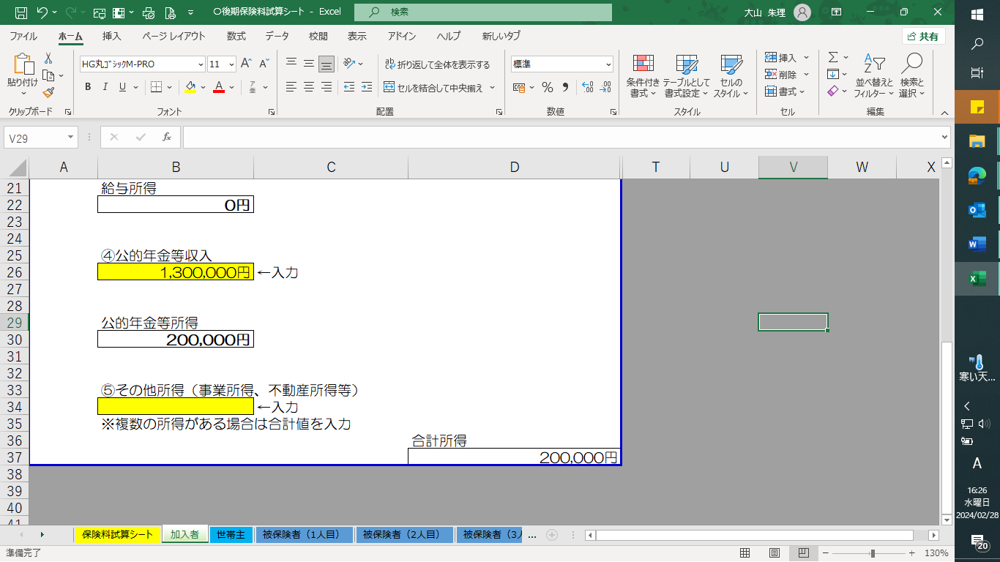 〇後期保険料試算シート - Excel
検索
大山 朱理
ファイル ホーム 挿入 ページ レイアウト 数式 データ 校閲 表示 アドイン ヘルプ 新しいタブ
共有
貼り付け
HG丸ｺﾞｼｯｸM-PRO 11
B I U
折り返して全体を表示する
セルを結合して中央揃え
標準
条件付き書式
テーブルとして書式設定
セルのスタイル
挿入
削除
書式
並べ替えとフィルター
検索と選択
クリップボード フォント 配置 数値 スタイル セル 編集
V29
fx
A B C D T U V W X
21 給与所得
22 0円
23
24
25 ④公的年金等収入
26 1,300,000円 ←入力
27
28
29 公的年金等所得
30 200,000円
31
32
33 ⑤その他所得（事業所得、不動産所得等）
34 ←入力
35 ※複数の所得がある場合は合計値を入力
36 合計所得
37 200,000円
38
39
40
41
保険料試算シート 加入者 世帯主 被保険者（1人目） 被保険者（2人目） 被保険者（3人 ...
準備完了
130%
寒い天...
A
16:26
水曜日
2024/02/28
20